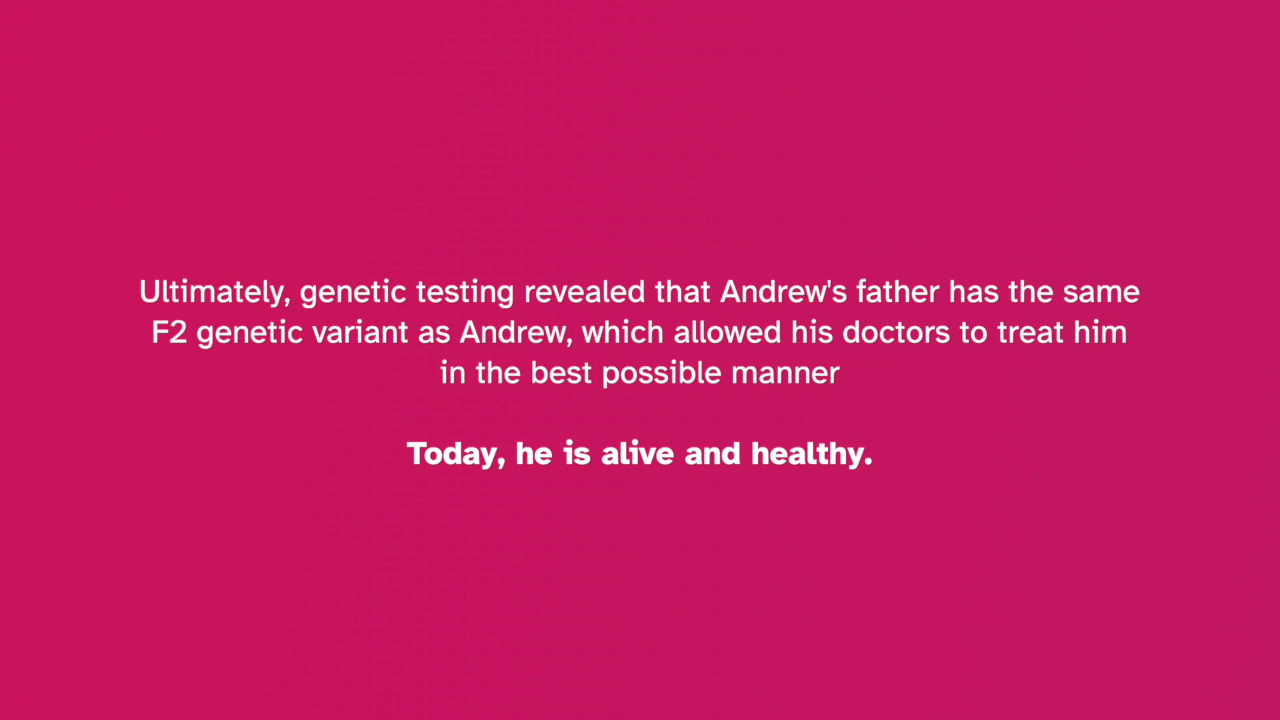 Ultimately, genetic testing revealed that Andrew's father has the same
F2 genetic variant as Andrew, which allowed his doctors to treat him
in the best possible manner
Today, he is alive and healthy.